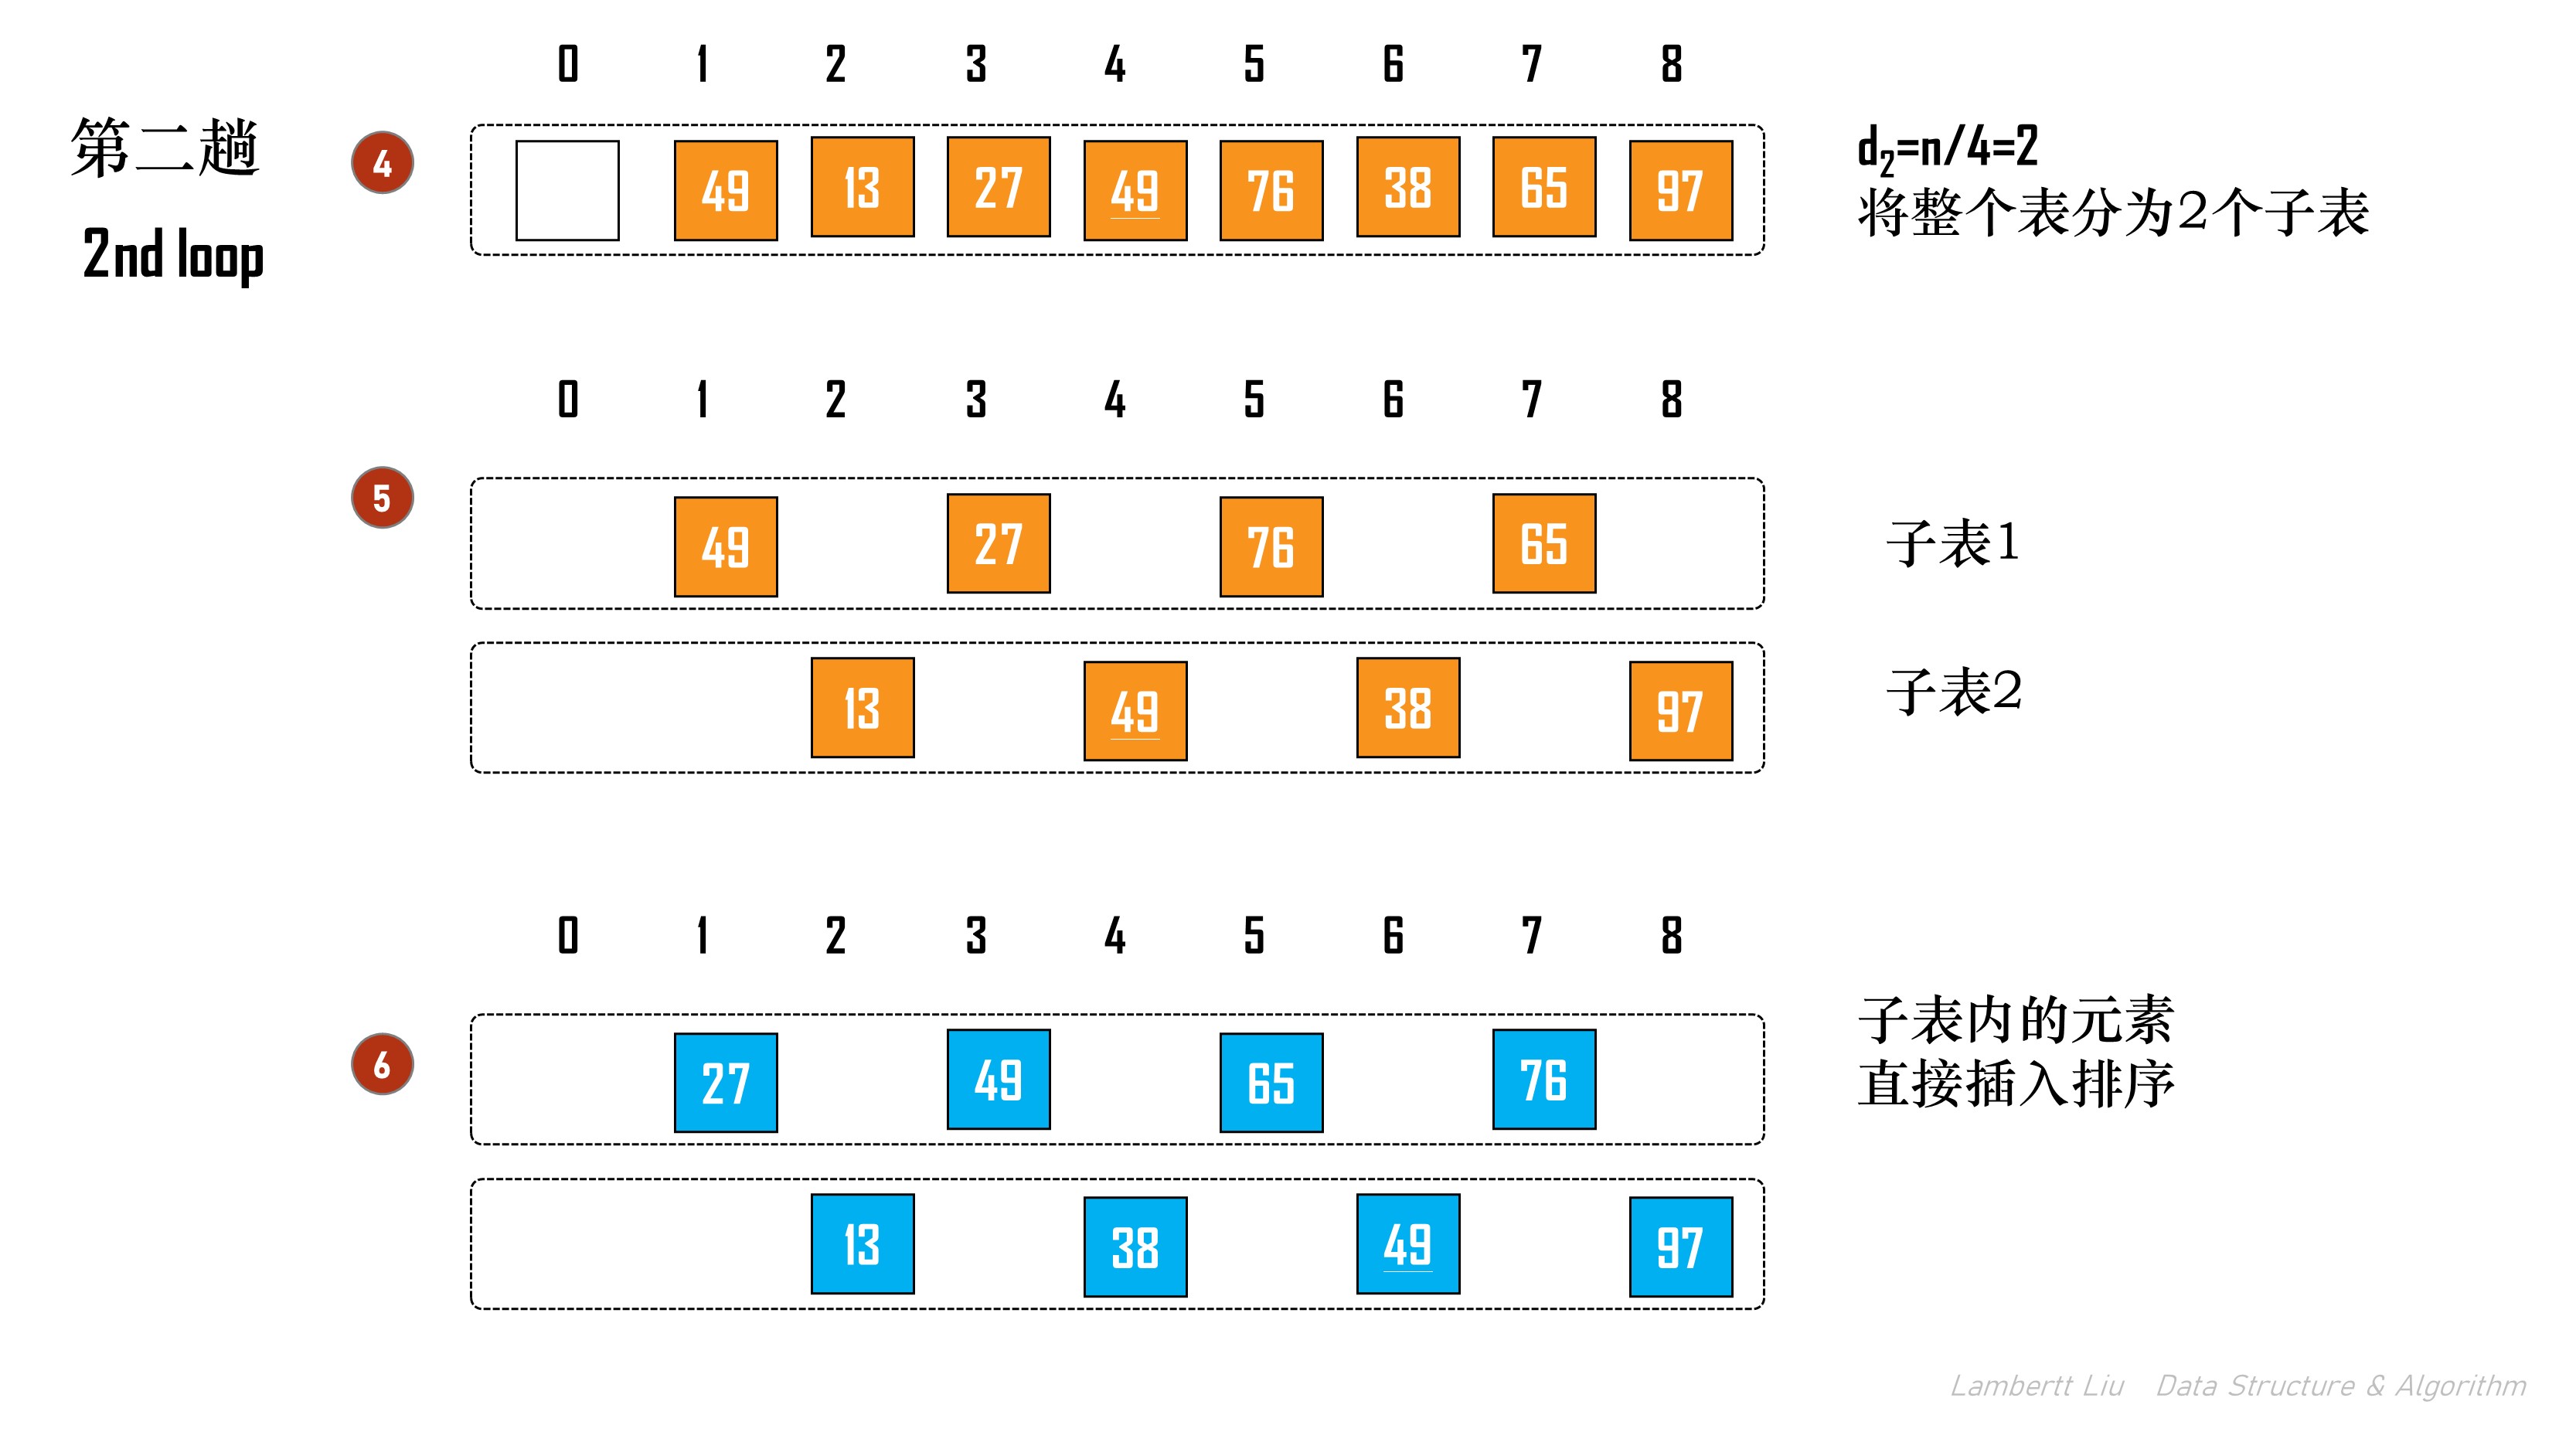 0 1 2 3 4 5 6 7 8
第二趟
2nd loop
4
49 13 27 49 76 38 65 97
d₂=n/4=2
将整个表分为2个子表
0 1 2 3 4 5 6 7 8
5
49 27 76 65
子表1
13 49 38 97
子表2
0 1 2 3 4 5 6 7 8
6
27 49 65 76
子表内的元素
直接插入排序
13 38 49 97
Lambertt Liu Data Structure & Algorithm